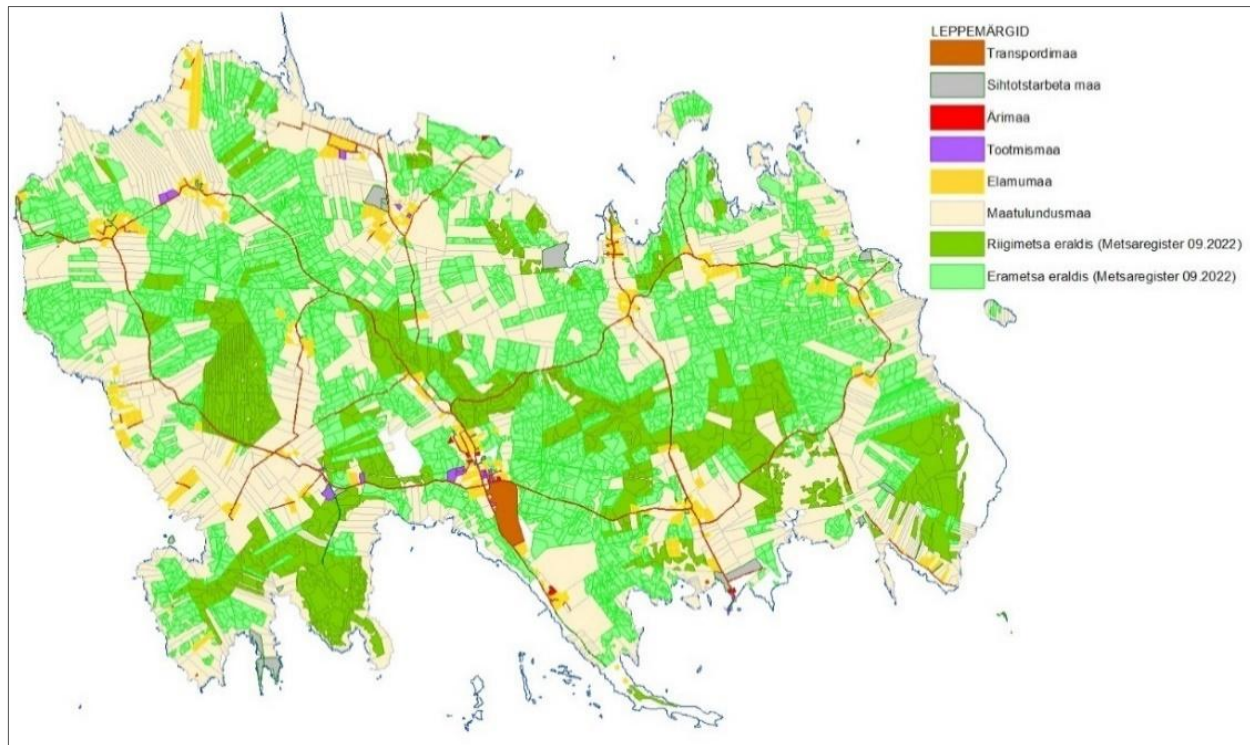 LEPPEMÄRGID
Transpordimaa
Sihtotstarbeta maa
Ärimaa
Tootmismaa
Elamumaa
Maatulundusmaa
Riigimetsa eraldis (Metsaregister 09.2022)
Erametsa eraldis (Metsaregister 09.2022)